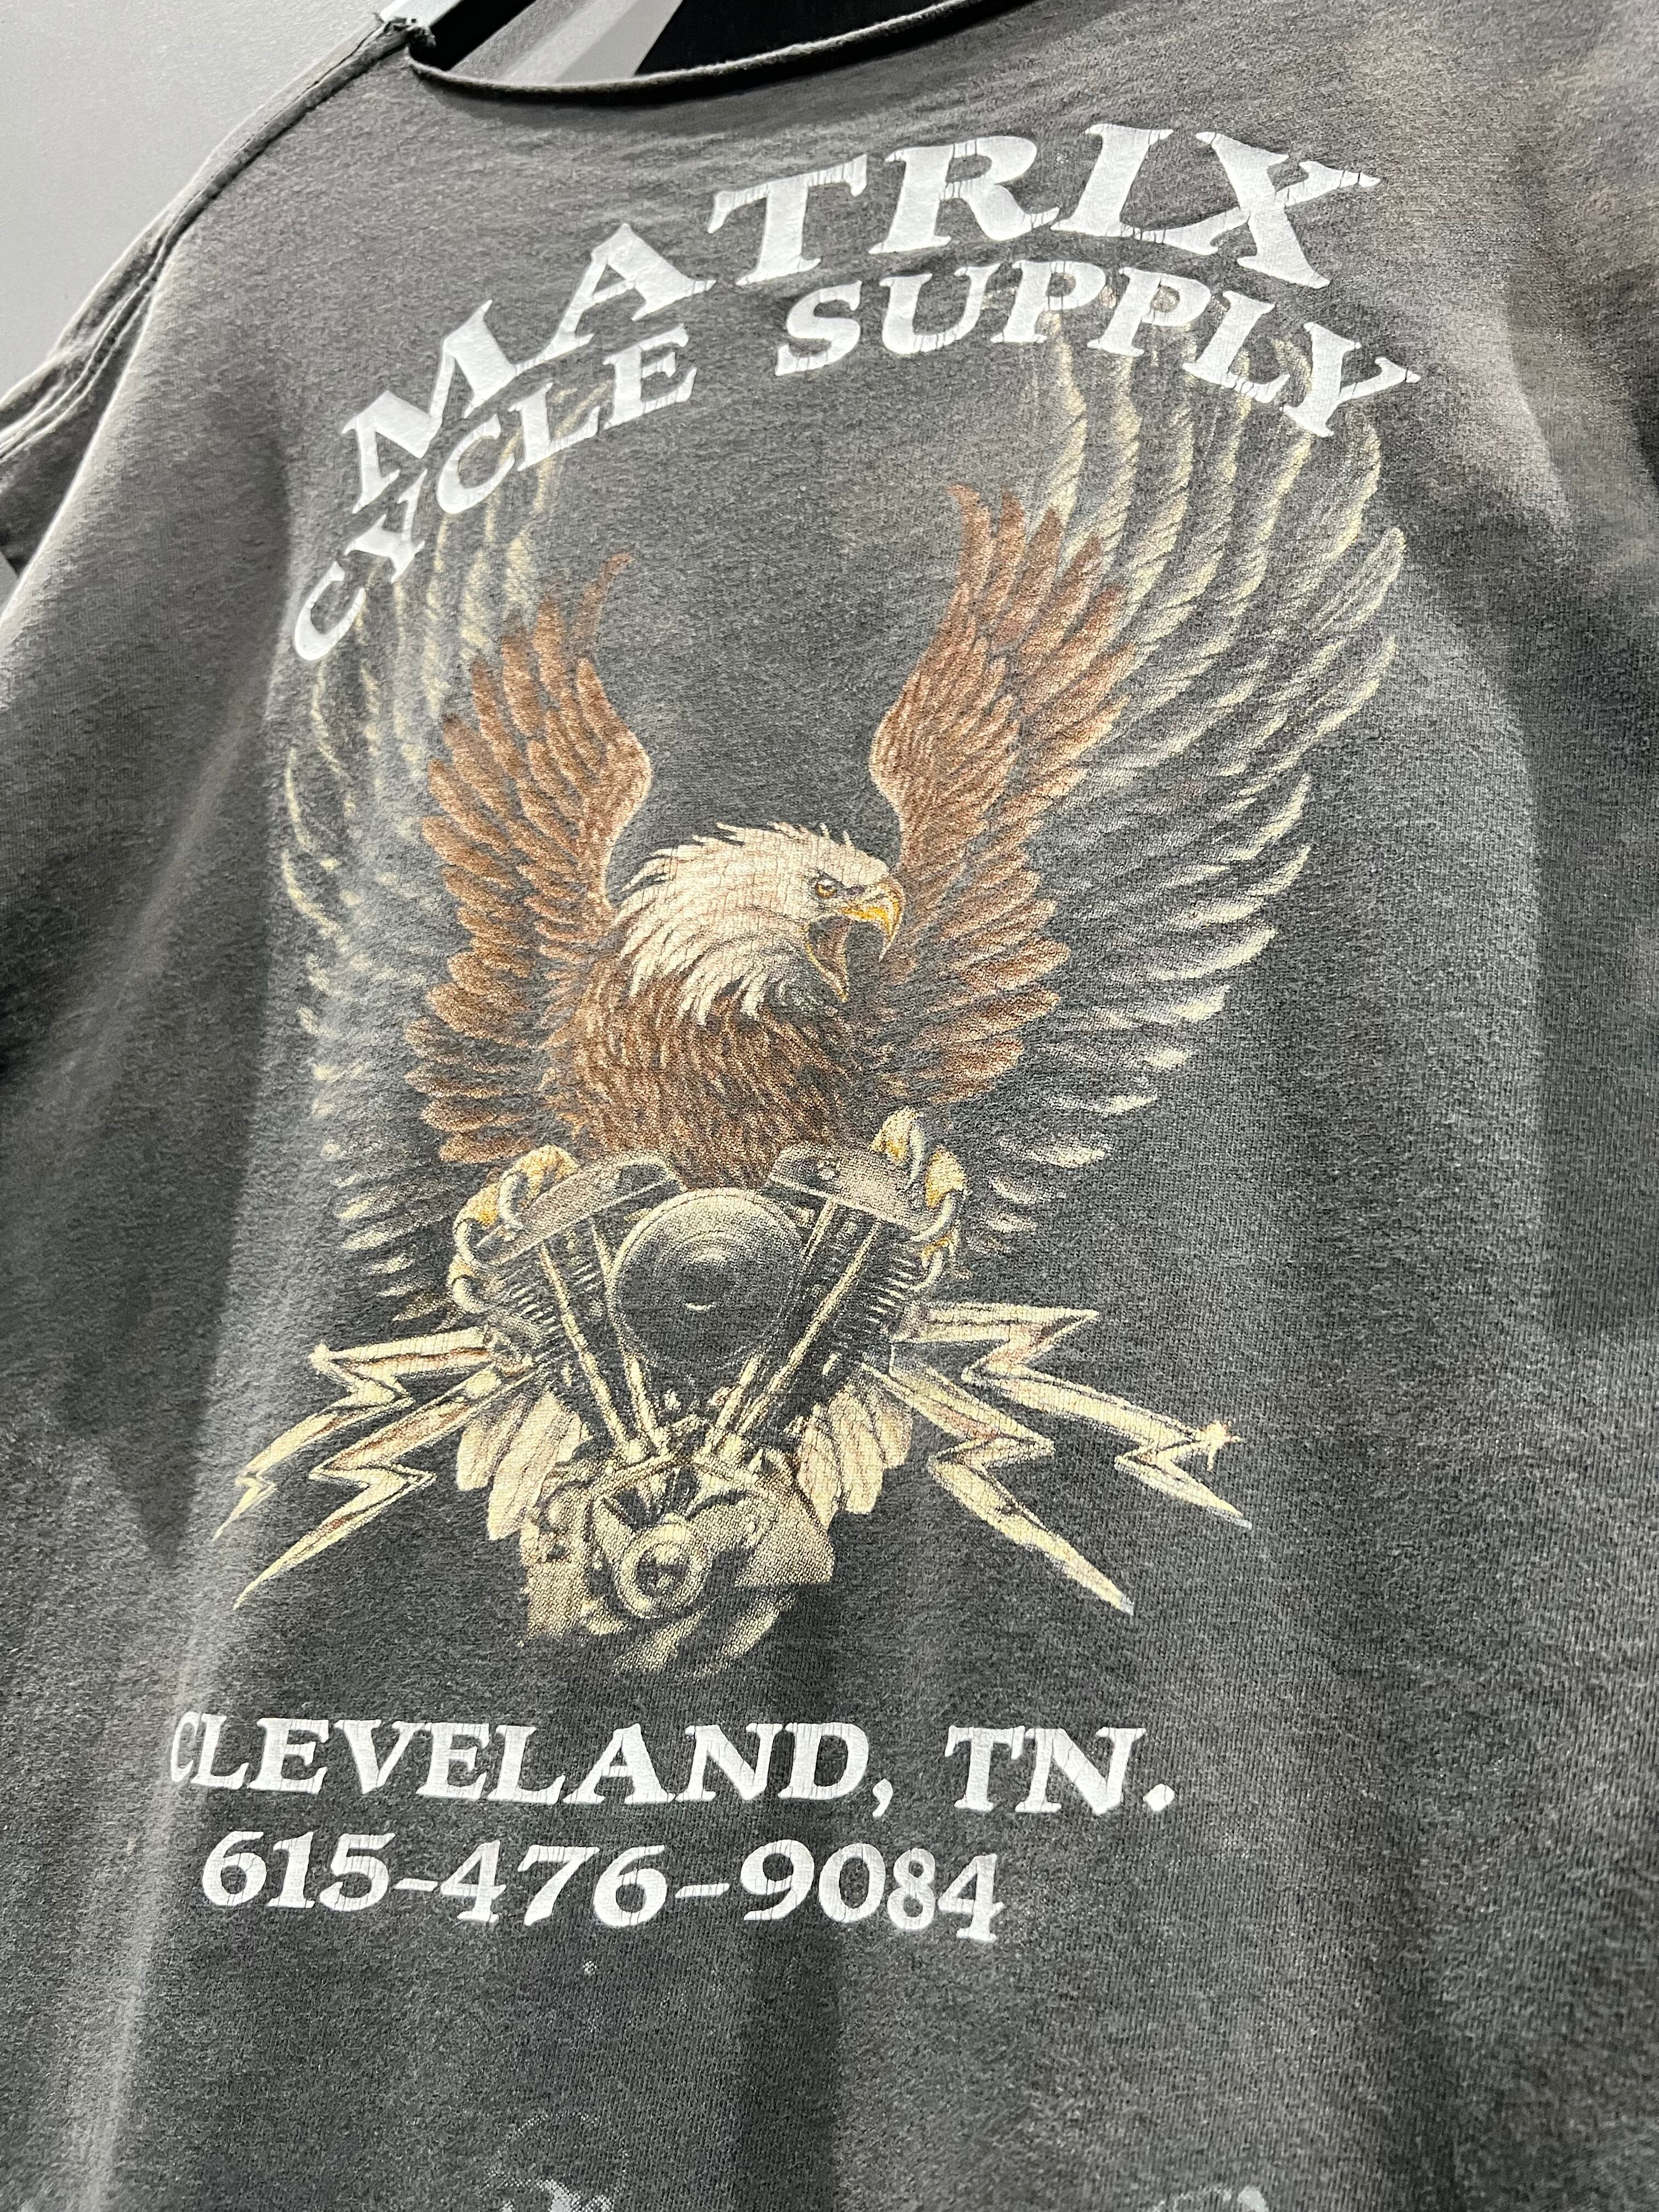 MATRIX
CYCLE SUPPLY
CLEVELAND, TN.
615-476-9084